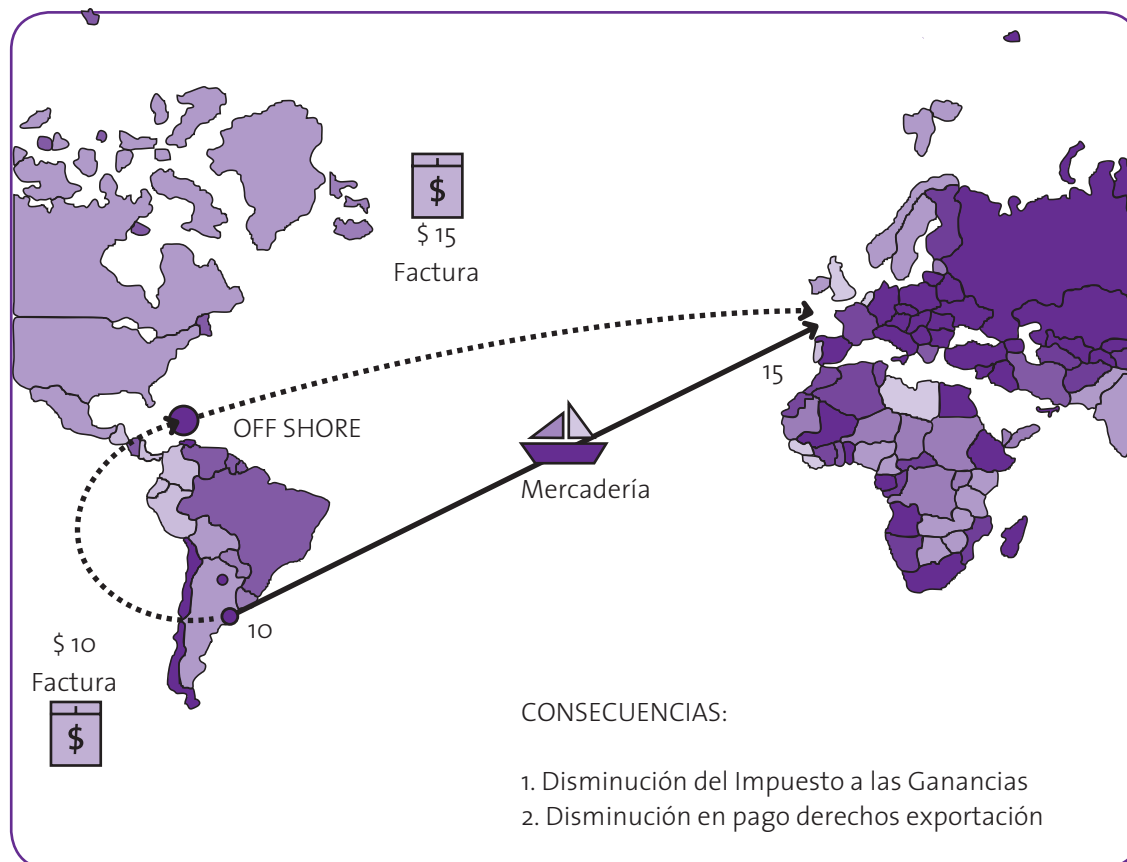 $
$ 15
Factura
15
OFF SHORE
Mercadería
10
$ 10
Factura
$
CONSECUENCIAS:
1. Disminución del Impuesto a las Ganancias
2. Disminución en pago derechos exportación